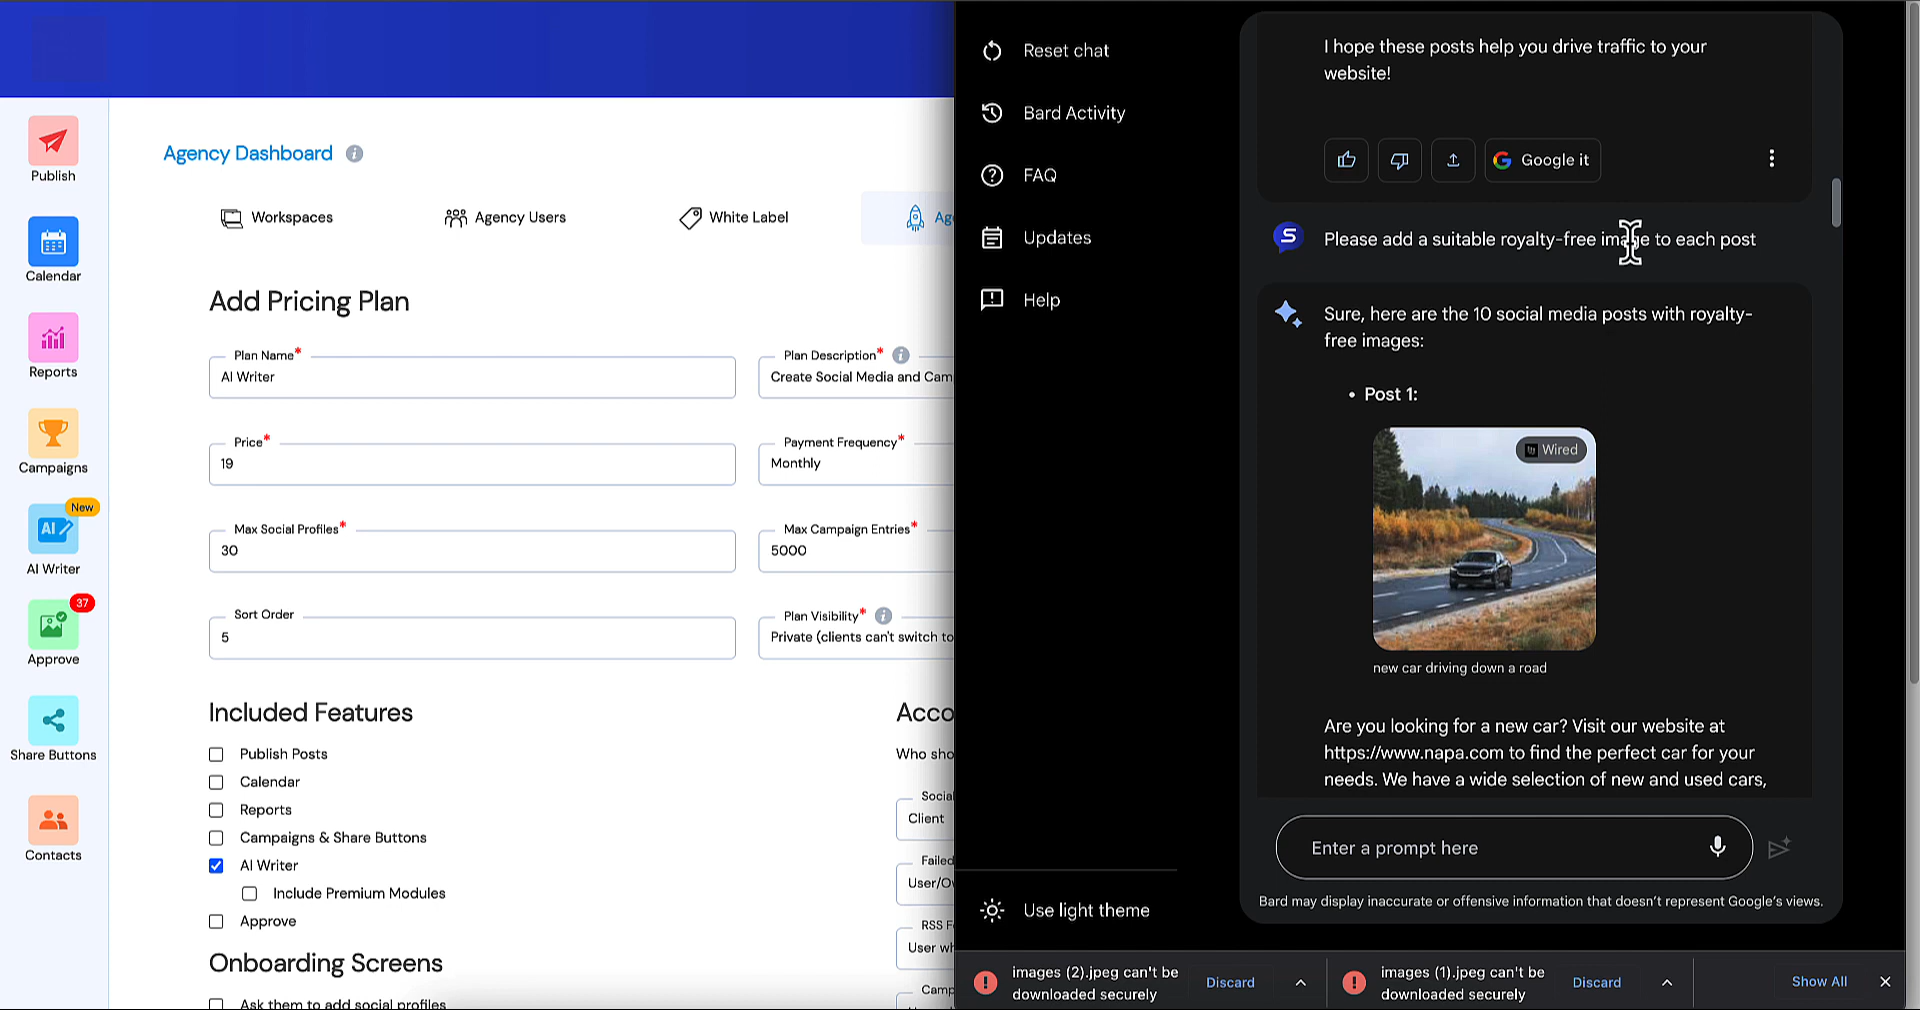 Publish
Calendar
Reports
Campaigns
New
AI
AI Writer
37
Approve
Share Buttons
Contacts
Agency Dashboard
Workspaces
Agency Users
White Label
Age
Add Pricing Plan
Plan Name*
AI Writer
Plan Description*
Create Social Media and Cam
Price*
19
Payment Frequency*
Monthly
Max Social Profiles*
30
Max Campaign Entries*
5000
Sort Order
5
Plan Visibility*
Private (clients can't switch to
Included Features
Publish Posts
Calendar
Reports
Campaigns & Share Buttons
AI Writer
Include Premium Modules
Approve
Onboarding Screens
Ask them to add social profiles
Acco
Who sho
Social
Client
Failed
User/Ow
RSS F
User wh
Camp
Reset chat
Bard Activity
FAQ
Updates
Help
Use light theme
I hope these posts help you drive traffic to your
website!
Google it
S
Please add a suitable royalty-free image to each post
Sure, here are the 10 social media posts with royalty-
free images:
• Post 1:
Wired
new car driving down a road
Are you looking for a new car? Visit our website at
https://www.napa.com to find the perfect car for your
needs. We have a wide selection of new and used cars,
Enter a prompt here
Bard may display inaccurate or offensive information that doesn't represent Google's views.
images (2).jpeg can't be
downloaded securely
Discard
images (1).jpeg can't be
downloaded securely
Discard
Show All